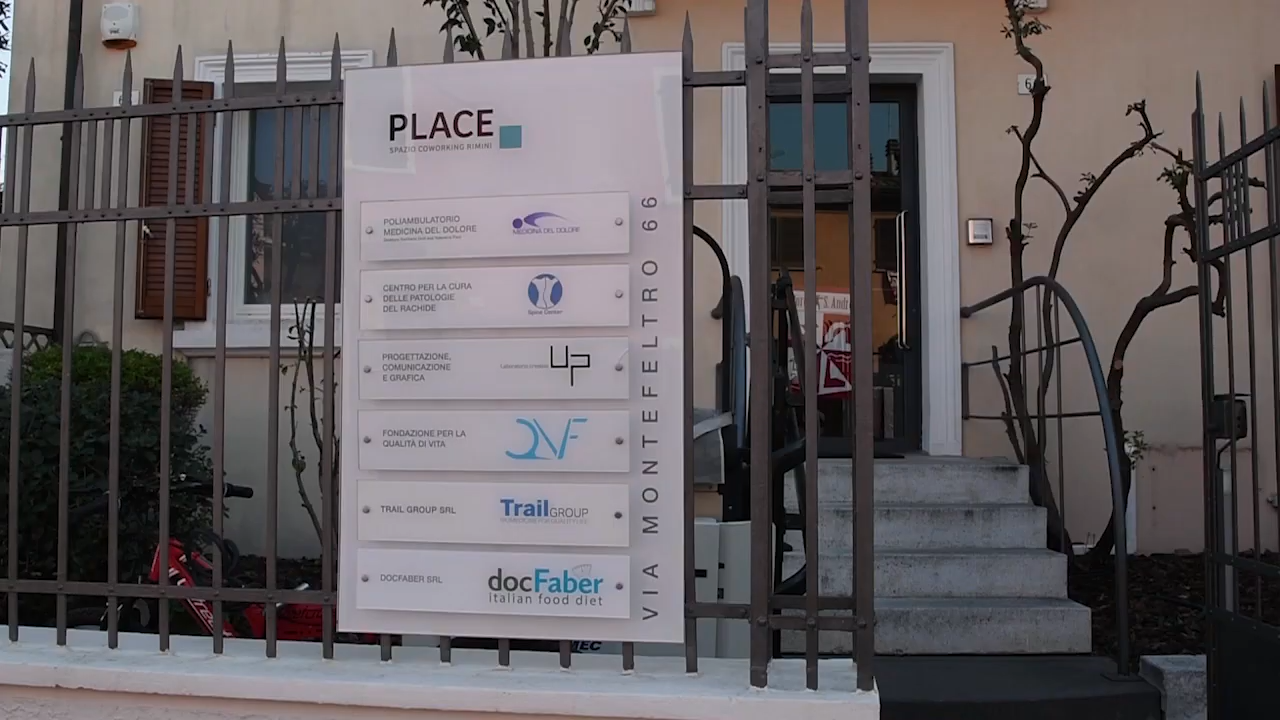 PLACE
SPAZIO COWORKING RIMINI
POLIAMBULATORIO
MEDICINA DEL DOLORE
MEDICINA DEL DOLORE
CENTRO PER LA CURA
DELLE PATOLOGIE
DEL RACHIDE
Spine Center
PROGETTAZIONE,
COMUNICAZIONE
E GRAFICA
up
FONDAZIONE PER LA
QUALITÀ DI VITA
QVF
TRAIL GROUP SRL
TrailGROUP
DOCFABER SRL
docFaber
italian food diet
VIA MONTEFELTRO 66